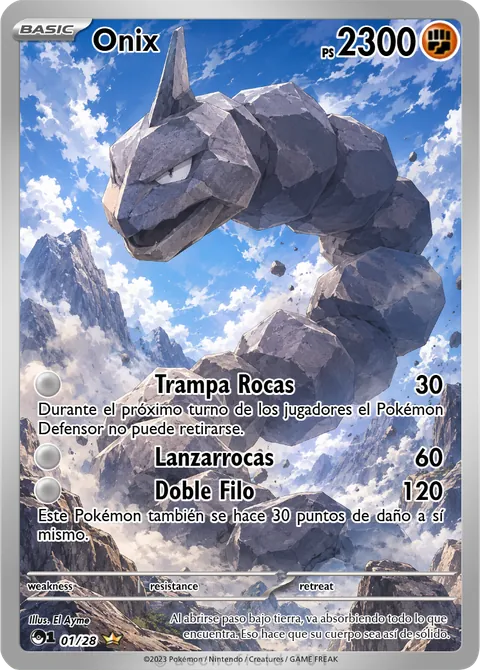 BASIC
Onix
PS 2300
Trampa Rocas 30
Durante el próximo turno de los jugadores el Pokémon
Defensor no puede retirarse.
Lanzarrocas 60
Doble Filo 120
Este Pokémon también se hace 30 puntos de daño a sí
mismo.
weakness resistance retreat
Illus. El Ayme
01/28
Al abrirse paso bajo tierra, va absorbiendo todo lo
encuentra. Eso hace que su cuerpo sea así de solido.
©2023 Pokémon / Nintendo / Creatures / GAME FREAK